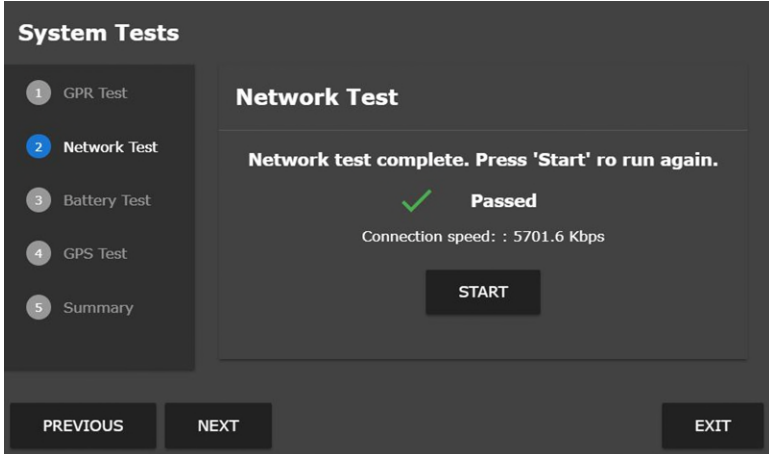 System Tests
1 GPR Test
2 Network Test
3 Battery Test
4 GPS Test
5 Summary
Network Test
Network test complete. Press 'Start' ro run again.
Passed
Connection speed: : 5701.6 Kbps
START
PREVIOUS NEXT EXIT